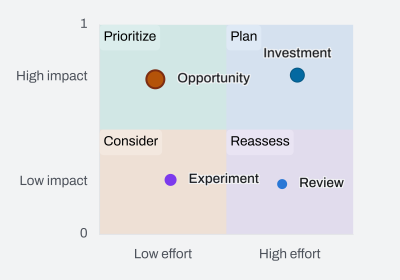 1
Prioritize
Plan
Investment
High impact
Opportunity
Consider
Reassess
Low impact
Experiment
Review
0
Low effort
High effort